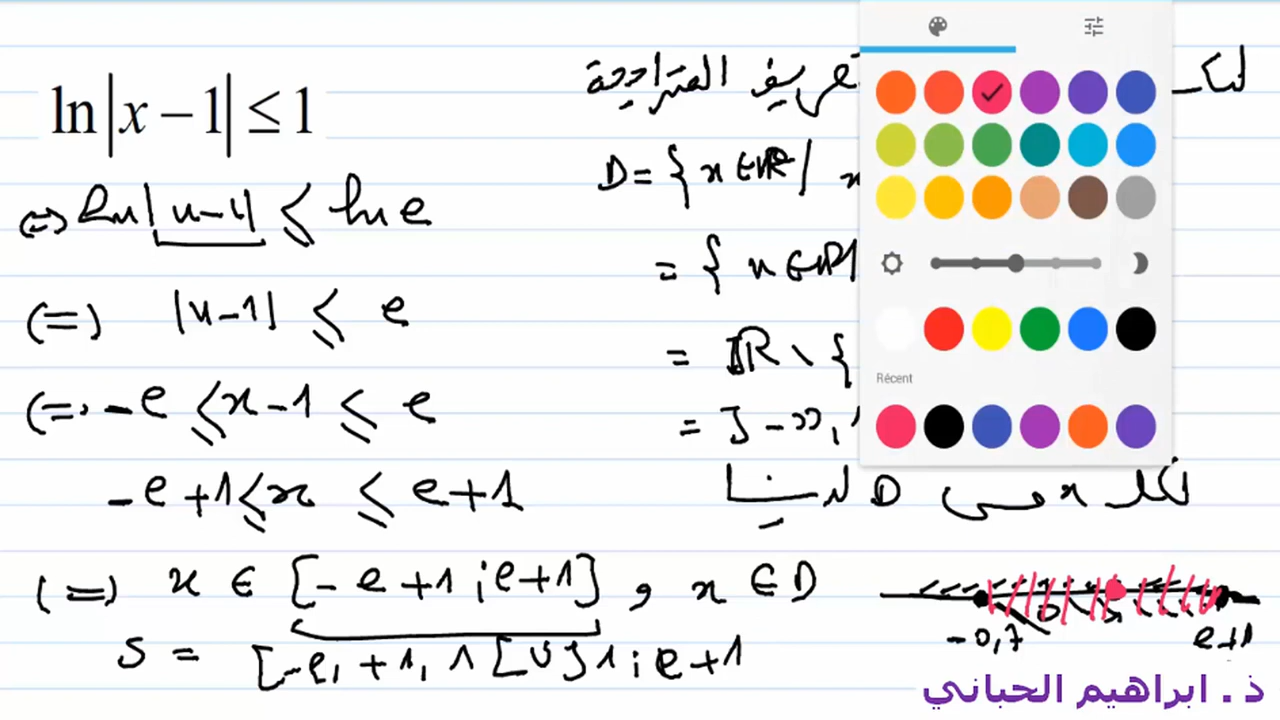 ln|x − 1| ≤ 1
تعريف المتراجحة
⇔ ln|x−1| ≤ ln e
D = { x ∈ ℝ / x
= { x ∈ ℝ /
(=) |x−1| ≤ e
= ℝ \ {
(=) −e ≤ x−1 ≤ e
= ]−∞, 1
−e+1 ≤ x ≤ e+1
لكل x من D لدينا
(=) x ∈ [−e+1 ; e+1] , x ∈ D
S = [−e, +1, 1[ ∪ ]1 ; e+1
−0,7 0 e+1
Récent
ذ . ابراهيم الحباني